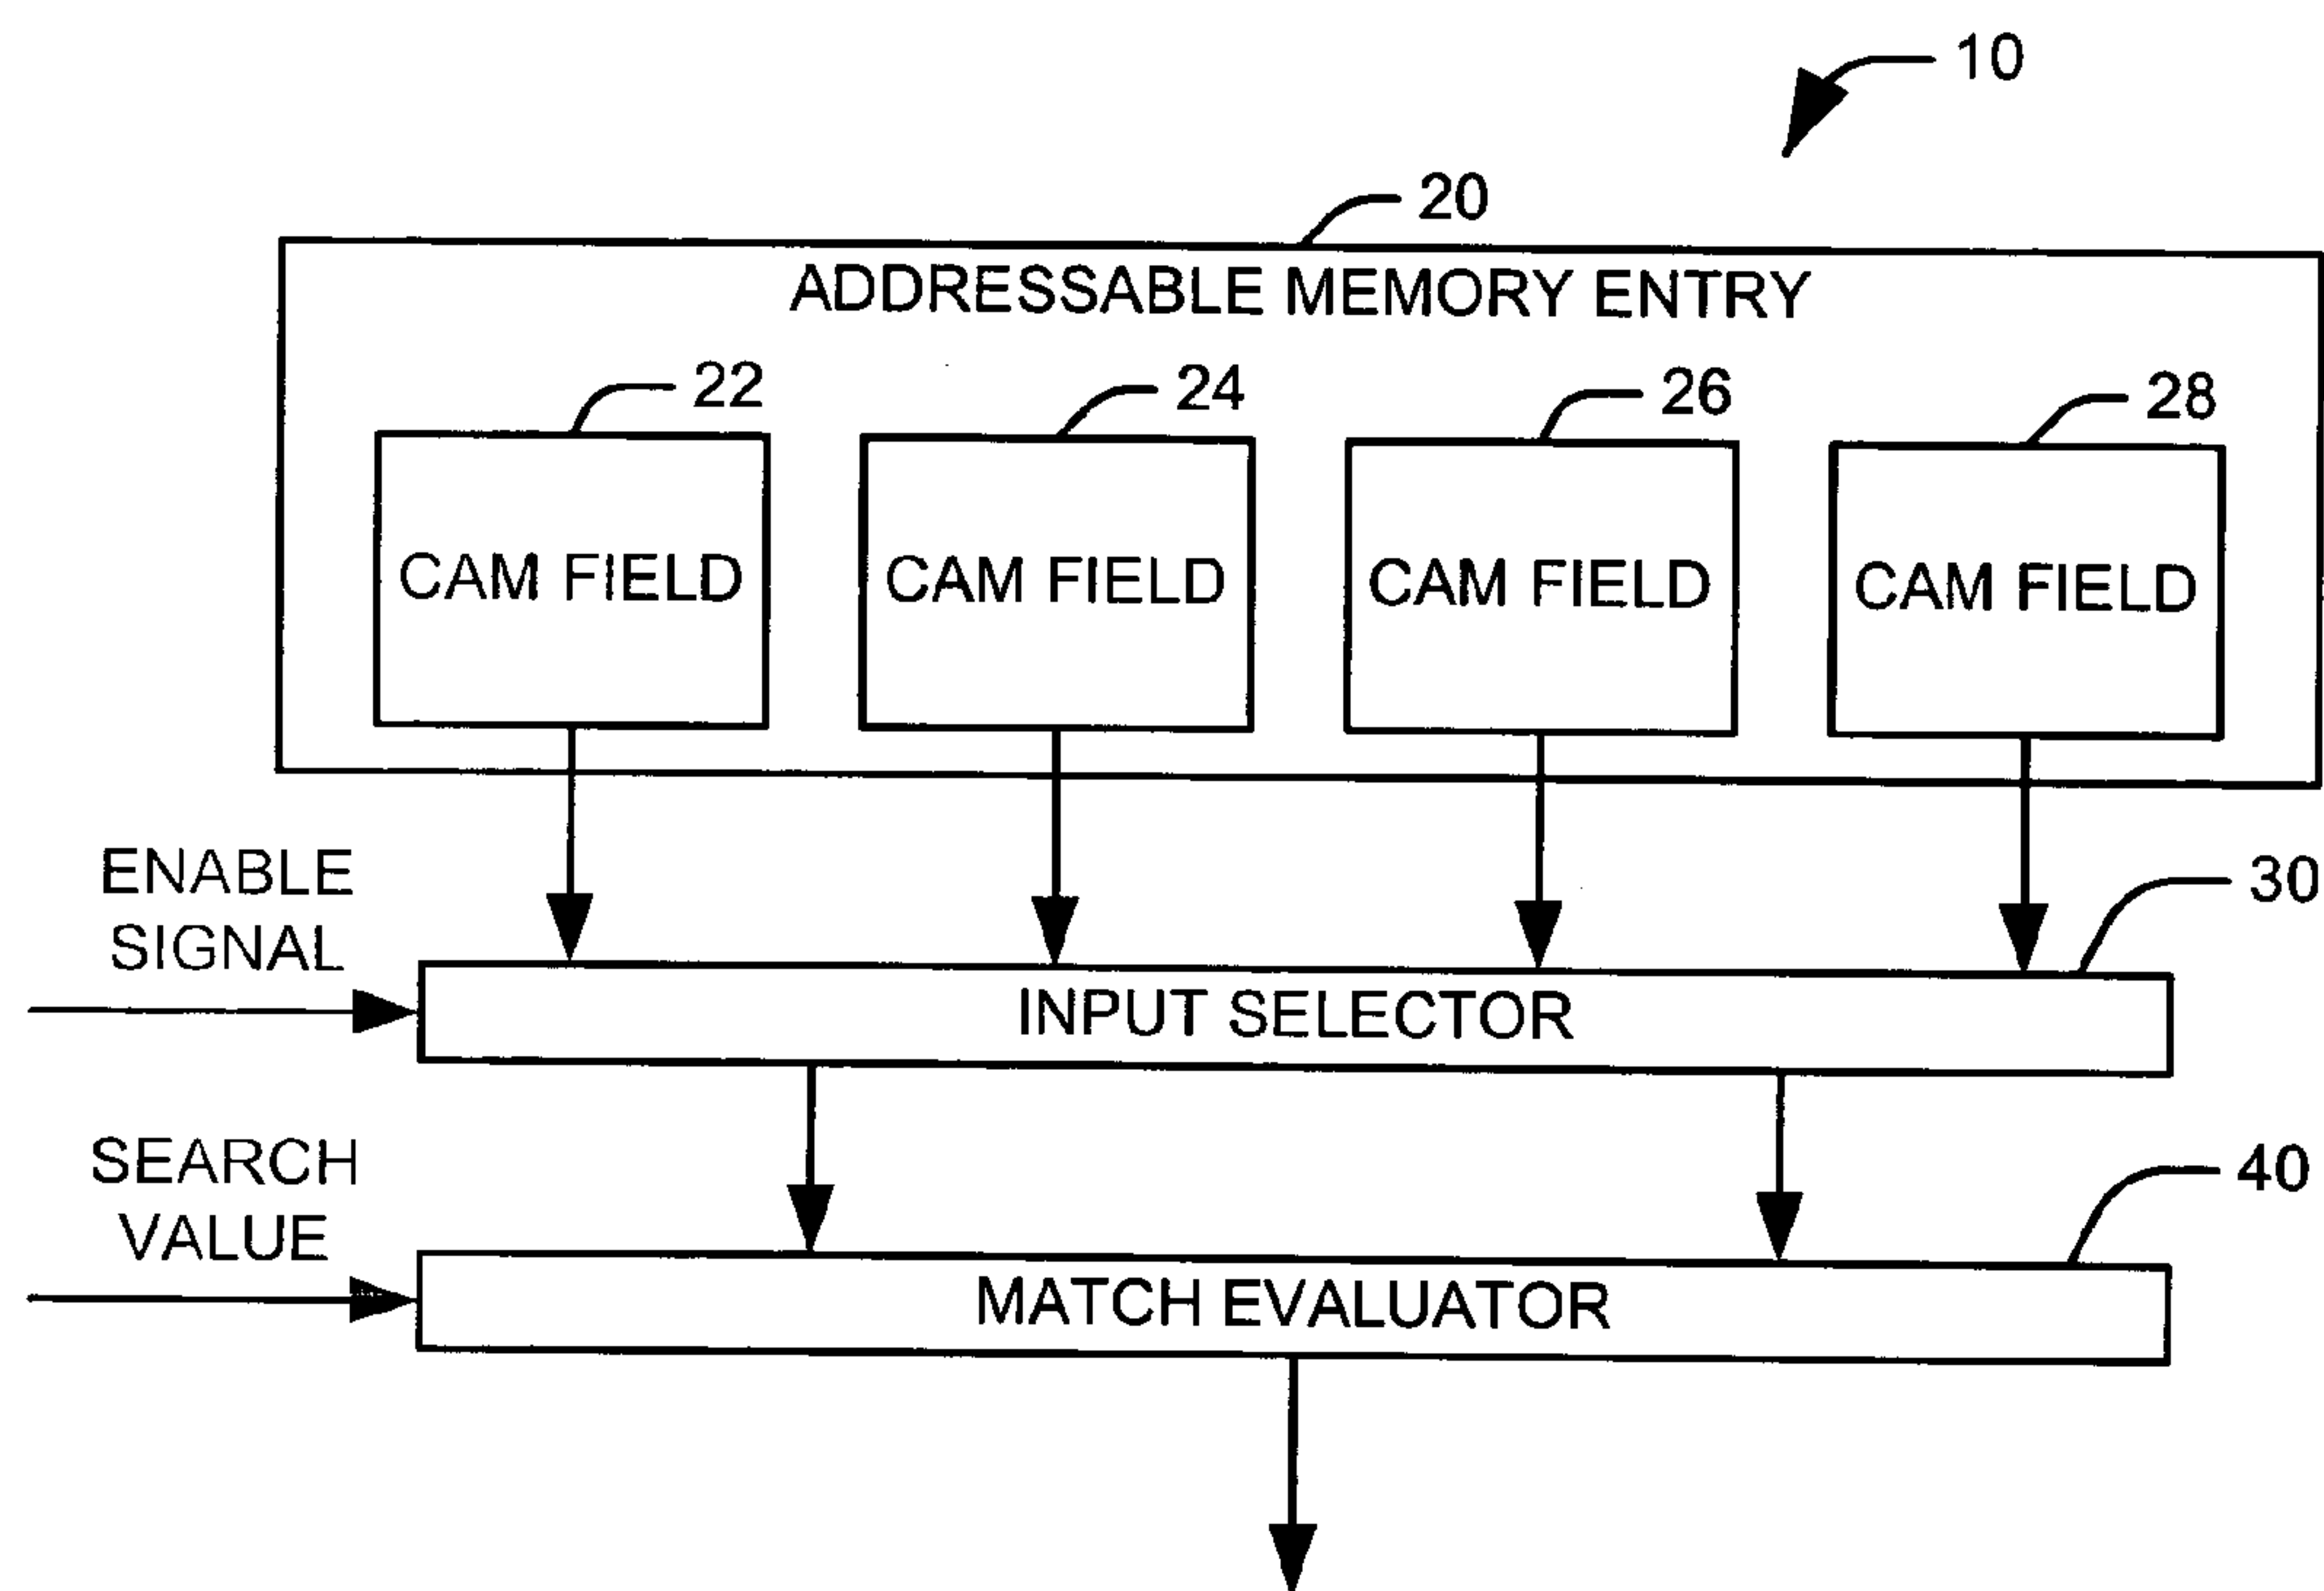 10
20
ADDRESSABLE MEMORY ENTRY
22
24
26
28
CAM FIELD
CAM FIELD
CAM FIELD
CAM FIELD
ENABLE
SIGNAL
30
INPUT SELECTOR
SEARCH
VALUE
40
MATCH EVALUATOR